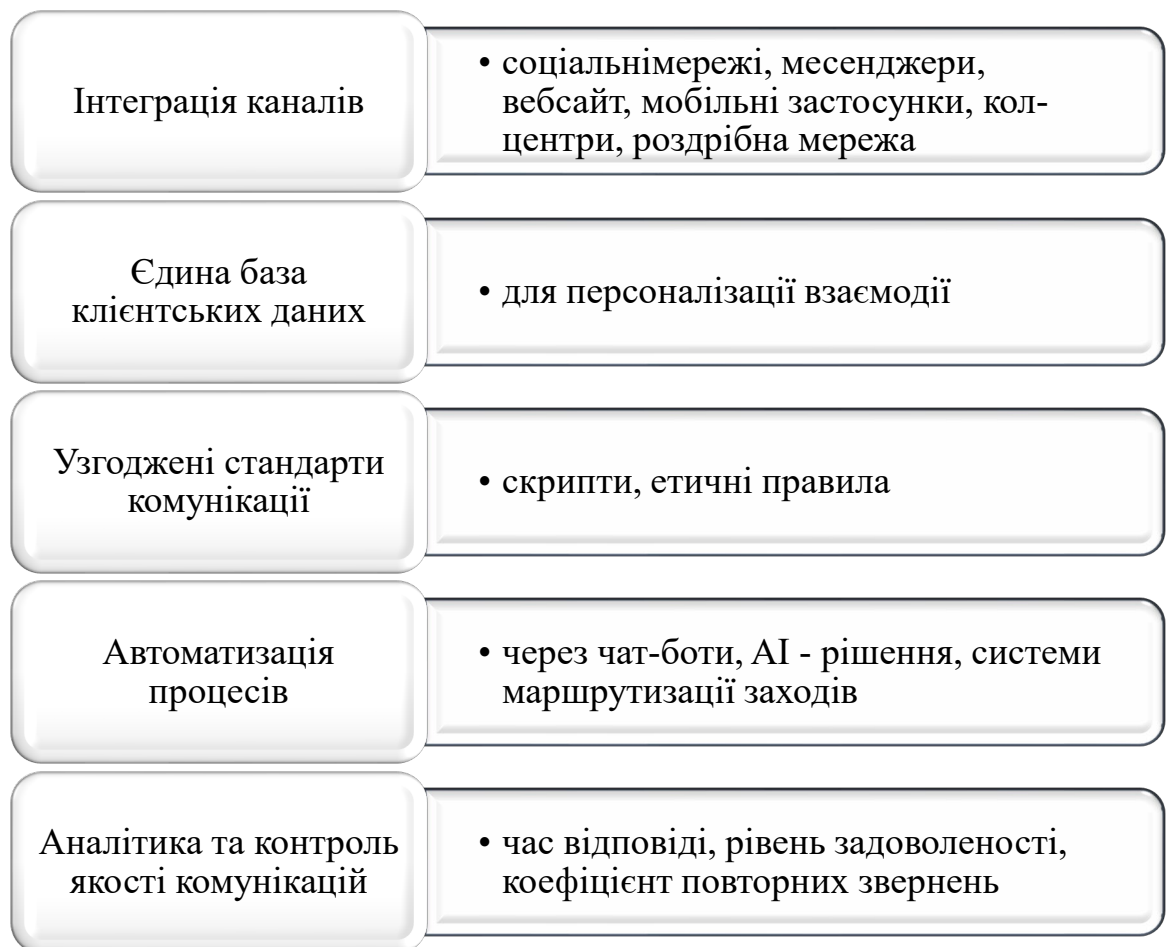 Інтеграція каналів
• соціальнімережі, месенджери,
вебсайт, мобільні застосунки, кол-
центри, роздрібна мережа
Єдина база
клієнтських даних
• для персоналізації взаємодії
Узгоджені стандарти
комунікації
• скрипти, етичні правила
Автоматизація
процесів
• через чат-боти, АІ - рішення, системи
маршрутизації заходів
Аналітика та контроль
якості комунікацій
• час відповіді, рівень задоволеності,
коефіцієнт повторних звернень